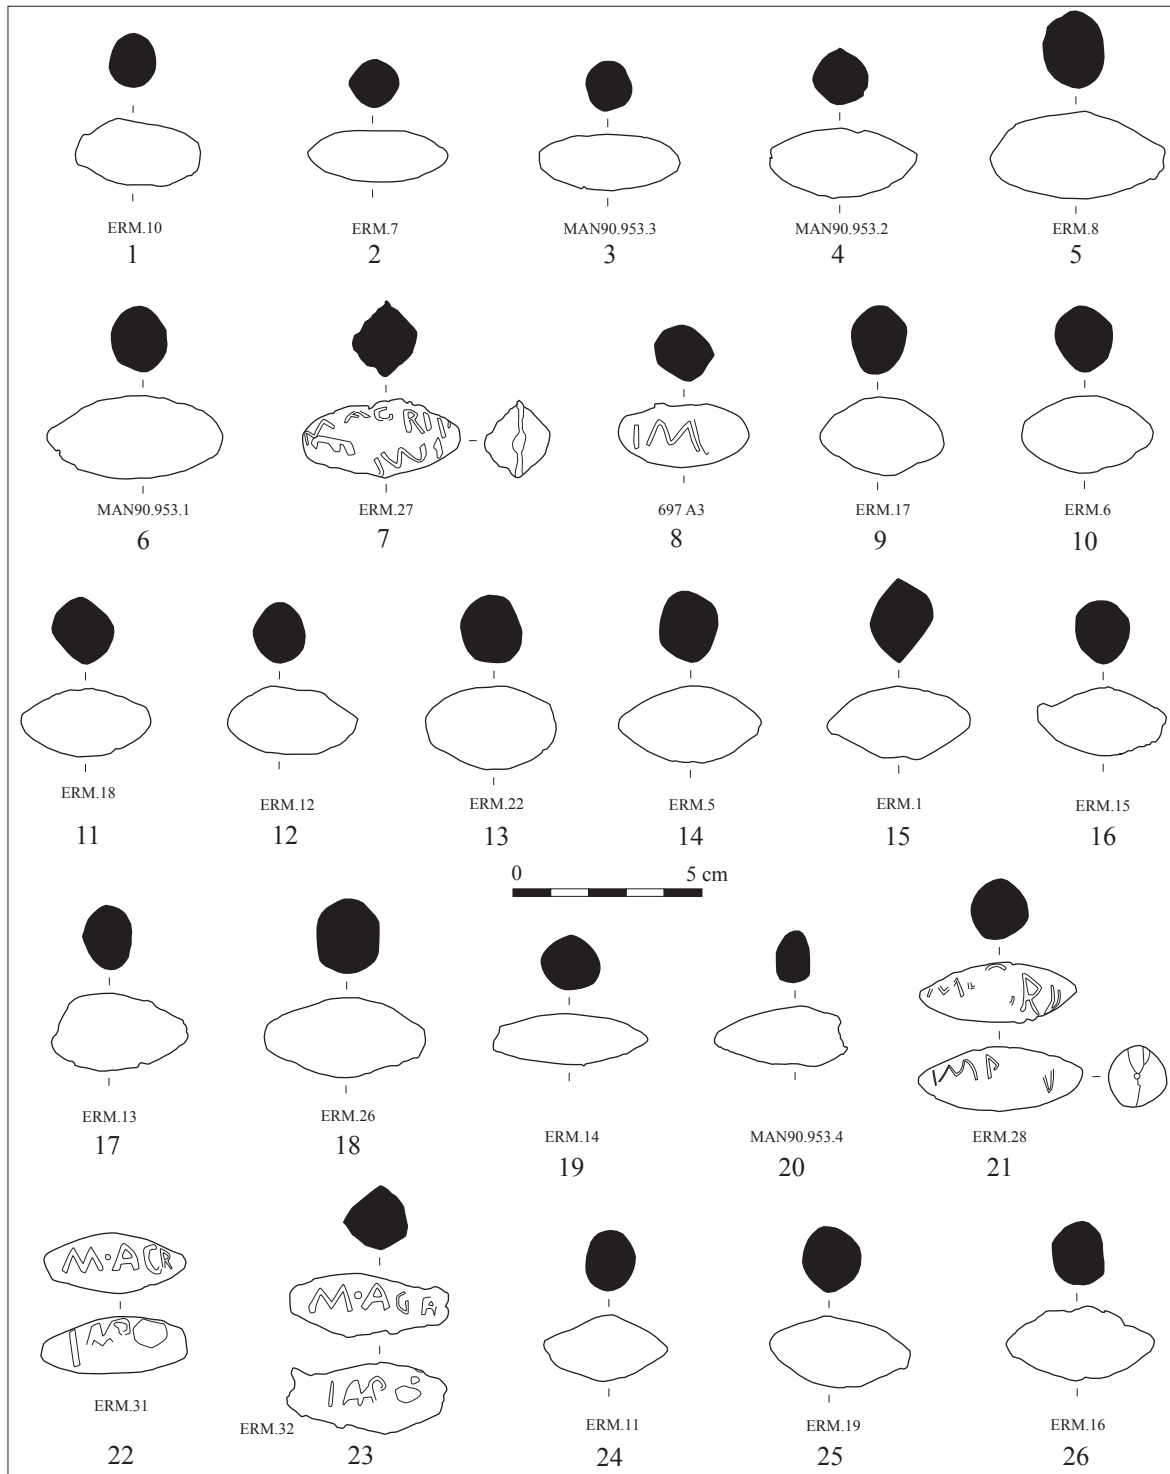 ERM.10 ERM.7 MAN90.953.3 MAN90.953.2 ERM.8
1 2 3 4 5
IM
MAN90.953.1 ERM.27 697 A3 ERM.17 ERM.6
6 7 8 9 10
ERM.18 ERM.12 ERM.22 ERM.5 ERM.1 ERM.15
11 12 13 14 15 16
0 5 cm
IMP
ERM.13 ERM.26 ERM.14 MAN90.953.4 ERM.28
17 18 19 20 21
M·ACR
M·AG
IMP
ERM.31 ERM.32 ERM.11 ERM.19 ERM.16
22 23 24 25 26